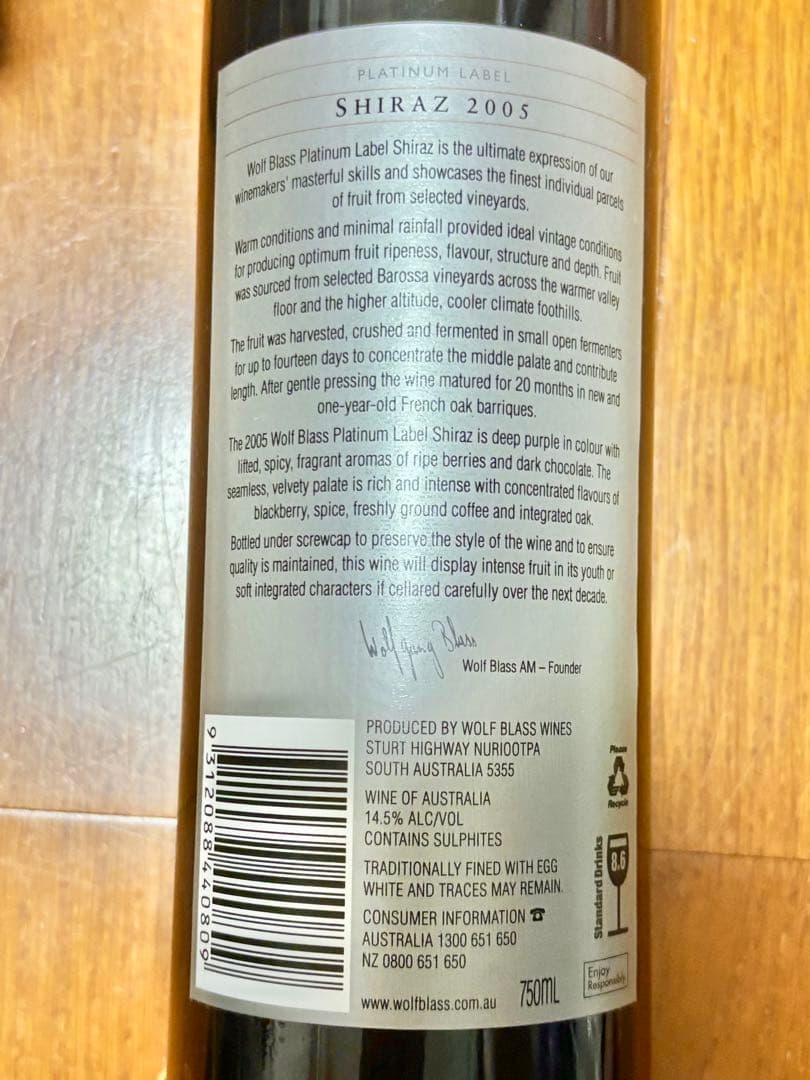 PLATINUM LABEL
SHIRAZ 2005
Wolf Blass Platinum Label Shiraz is the ultimate expression of our
winemakers' masterful skills and showcases the finest individual parcels
of fruit from selected vineyards.
Warm conditions and minimal rainfall provided ideal vintage conditions
for producing optimum fruit ripeness, flavour, structure and depth. Fruit
was sourced from selected Barossa vineyards across the warmer valley
floor and the higher altitude, cooler climate foothills.
The fruit was harvested, crushed and fermented in small open fermenters
for up to fourteen days to concentrate the middle palate and contribute
length. After gentle pressing the wine matured for 20 months in new and
one-year-old French oak barriques.
The 2005 Wolf Blass Platinum Label Shiraz is deep purple in colour with
lifted, spicy, fragrant aromas of ripe berries and dark chocolate. The
seamless, velvety palate is rich and intense with concentrated flavours of
blackberry, spice, freshly ground coffee and integrated oak.
Bottled under screwcap to preserve the style of the wine and to ensure
quality is maintained, this wine will display intense fruit in its youth or
soft integrated characters if cellared carefully over the next decade.
Wolfgang Blass
Wolf Blass AM – Founder
PRODUCED BY WOLF BLASS WINES
STURT HIGHWAY NURIOOTPA
SOUTH AUSTRALIA 5355
WINE OF AUSTRALIA
14.5% ALC/VOL
CONTAINS SULPHITES
TRADITIONALLY FINED WITH EGG
WHITE AND TRACES MAY REMAIN.
CONSUMER INFORMATION ☎
AUSTRALIA 1300 651 650
NZ 0800 651 650
www.wolfblass.com.au
750ML
9 312088 440809
Please
Recycle
Standard Drinks
8.6
Enjoy
Responsibly